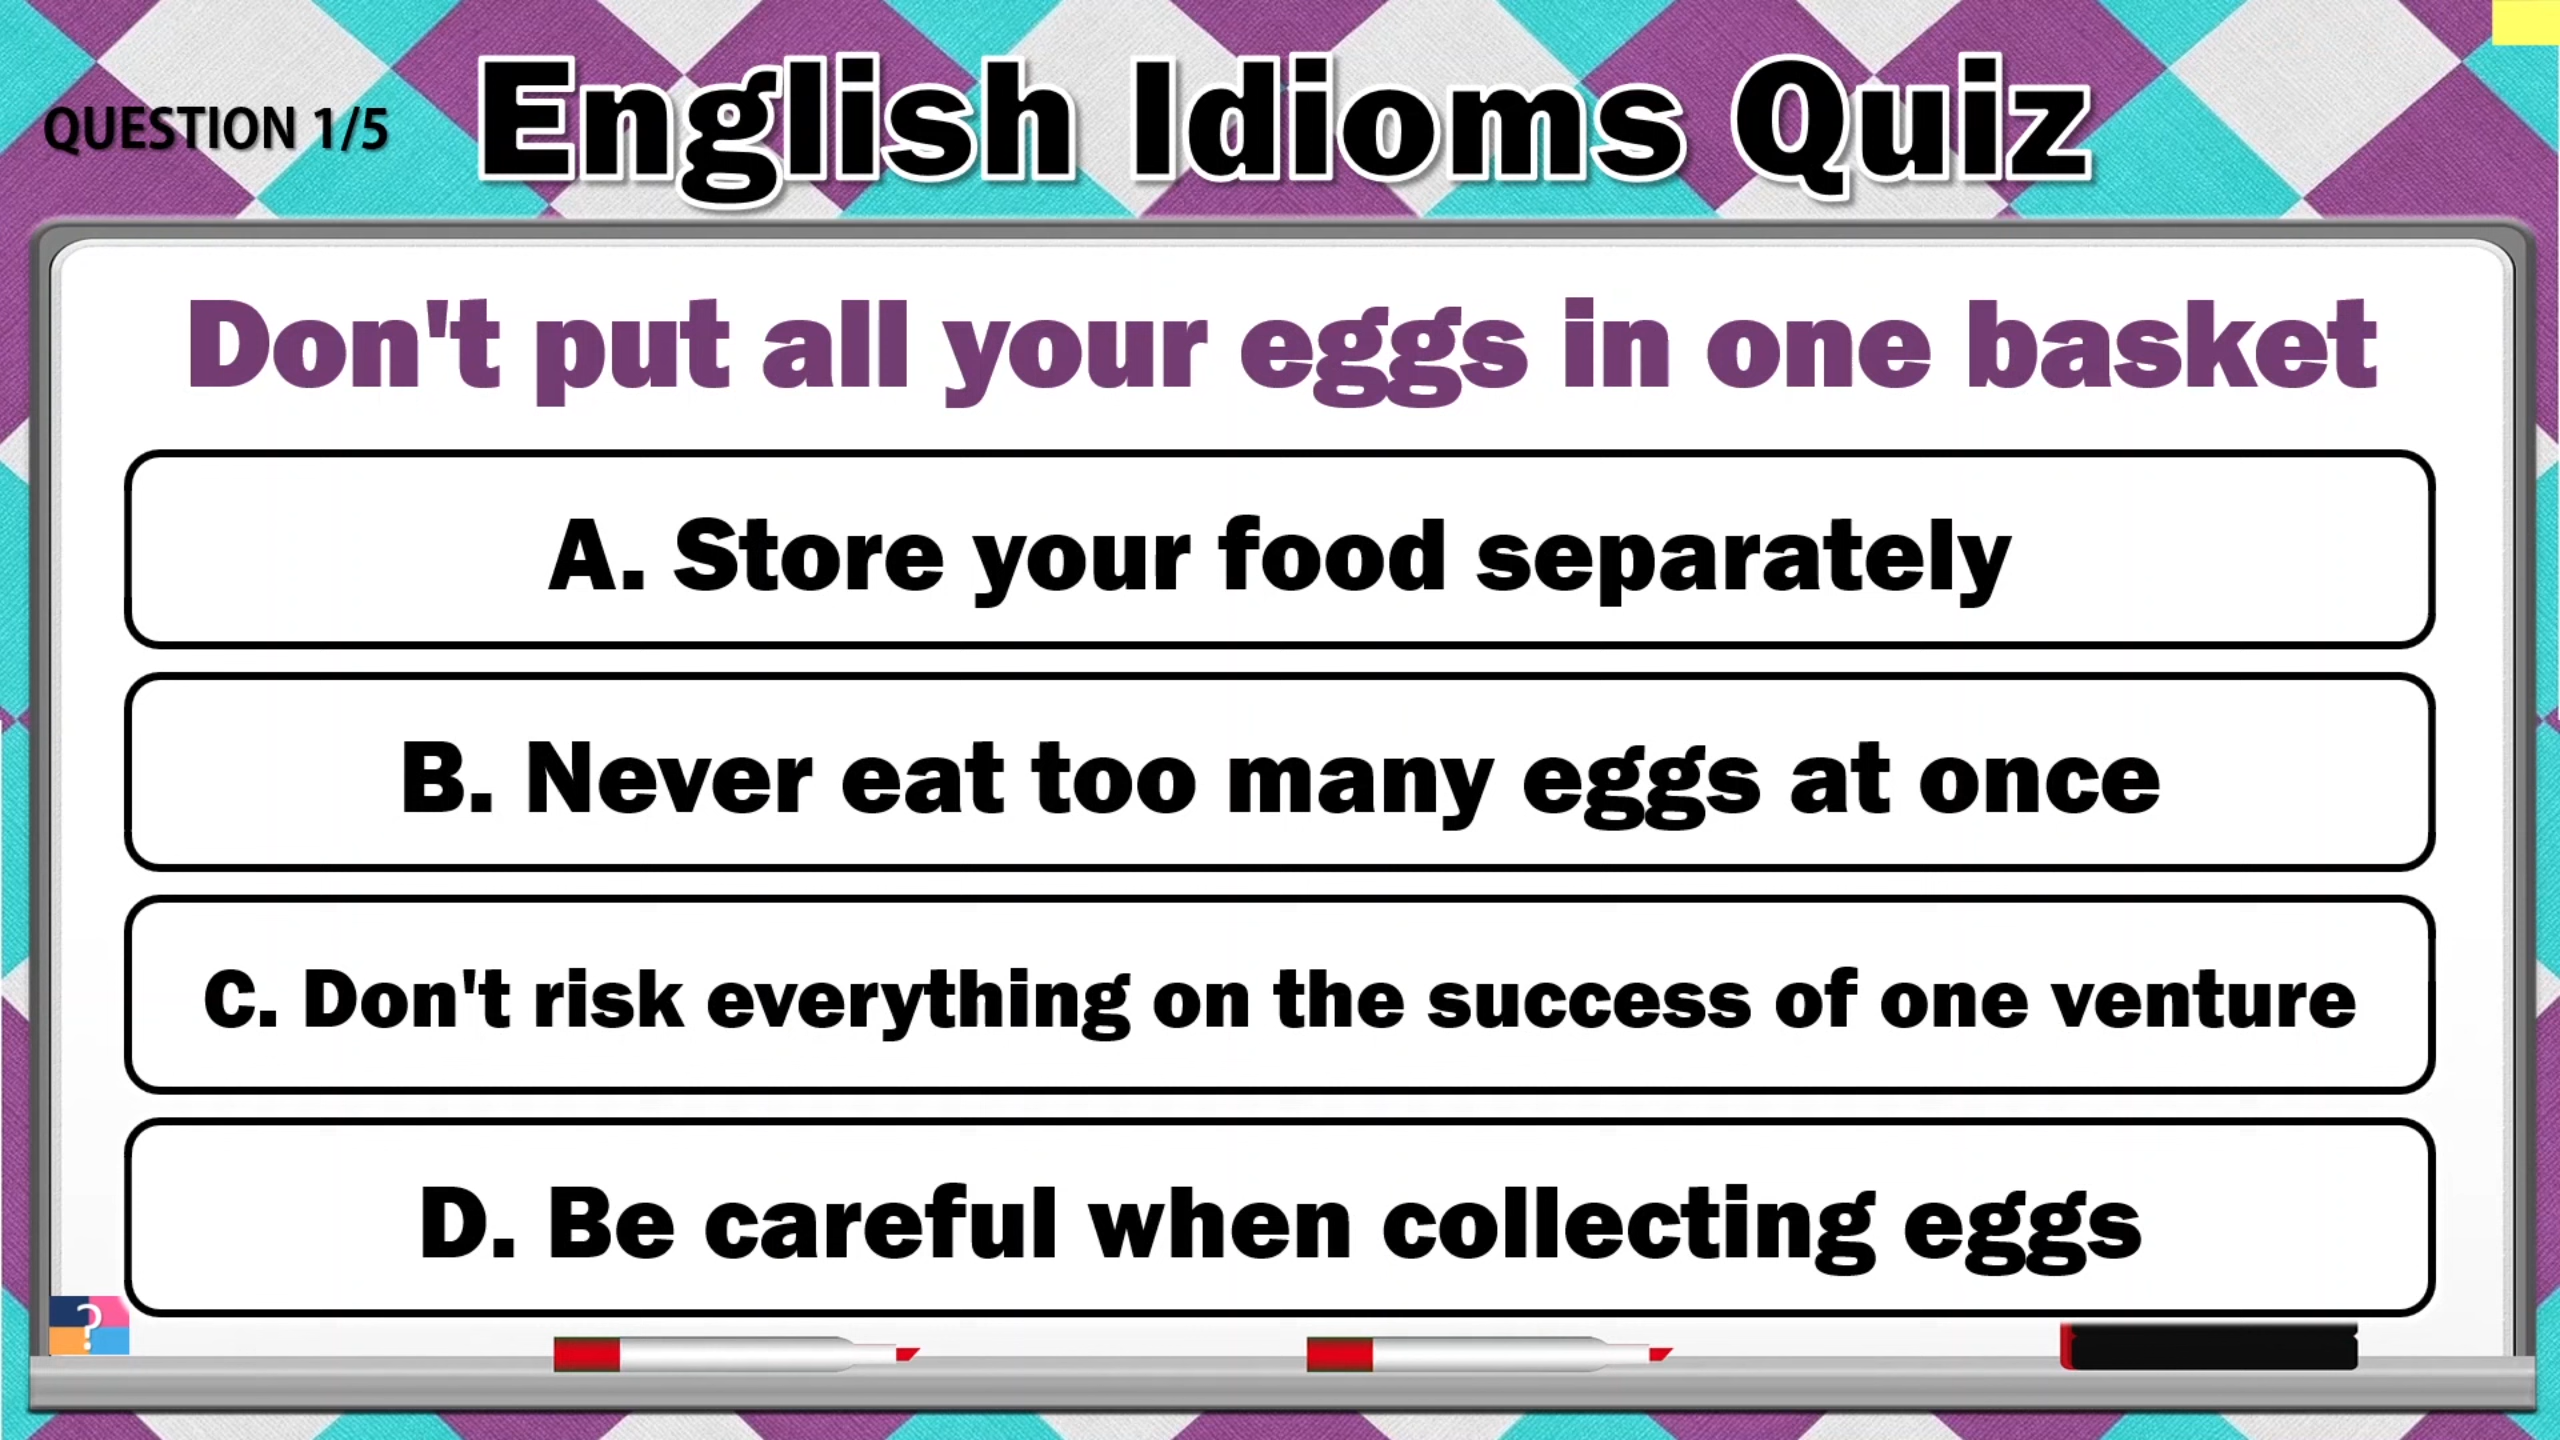 QUESTION 1/5
English Idioms Quiz
Don't put all your eggs in one basket
A. Store your food separately
B. Never eat too many eggs at once
C. Don't risk everything on the success of one venture
D. Be careful when collecting eggs
?